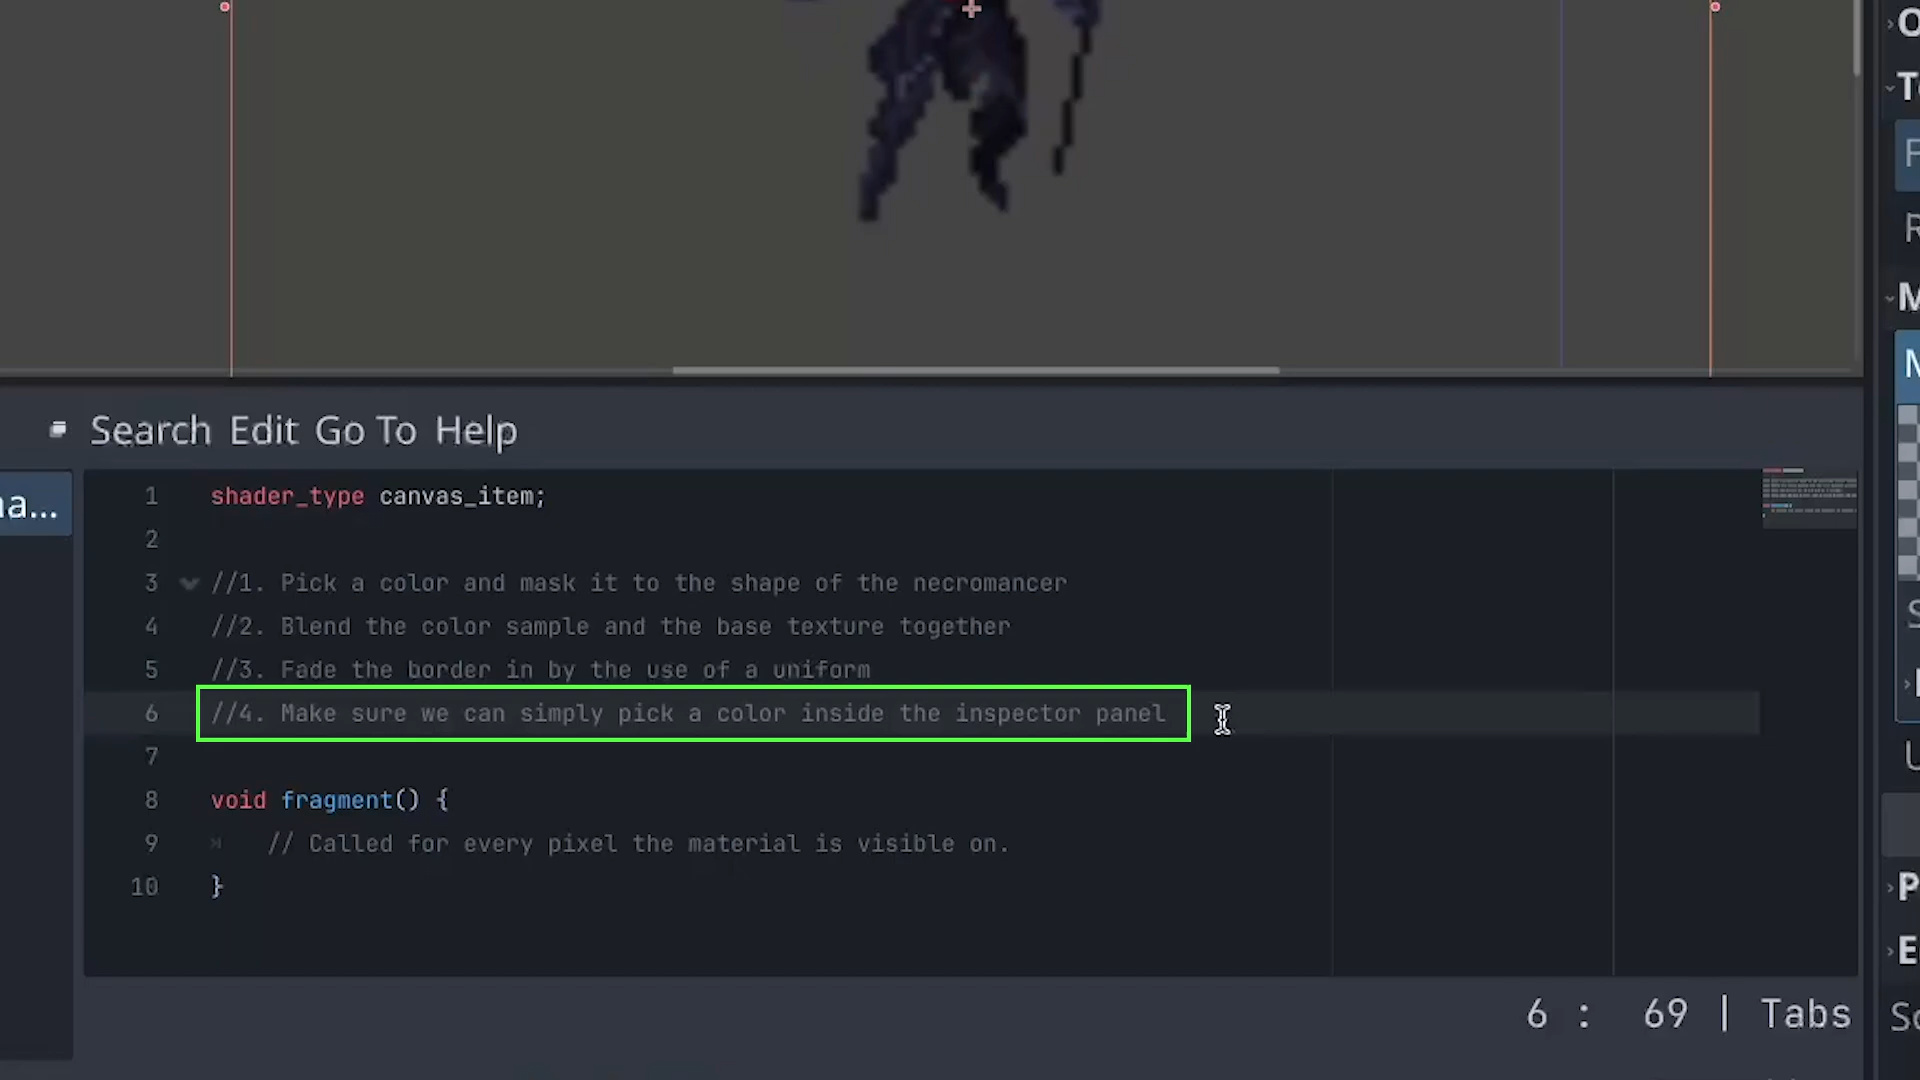 Search Edit Go To Help
1 shader_type canvas_item;
2
3 //1. Pick a color and mask it to the shape of the necromancer
4 //2. Blend the color sample and the base texture together
5 //3. Fade the border in by the use of a uniform
6 //4. Make sure we can simply pick a color inside the inspector panel
7
8 void fragment() {
9 // Called for every pixel the material is visible on.
10 }
6 : 69 | Tabs